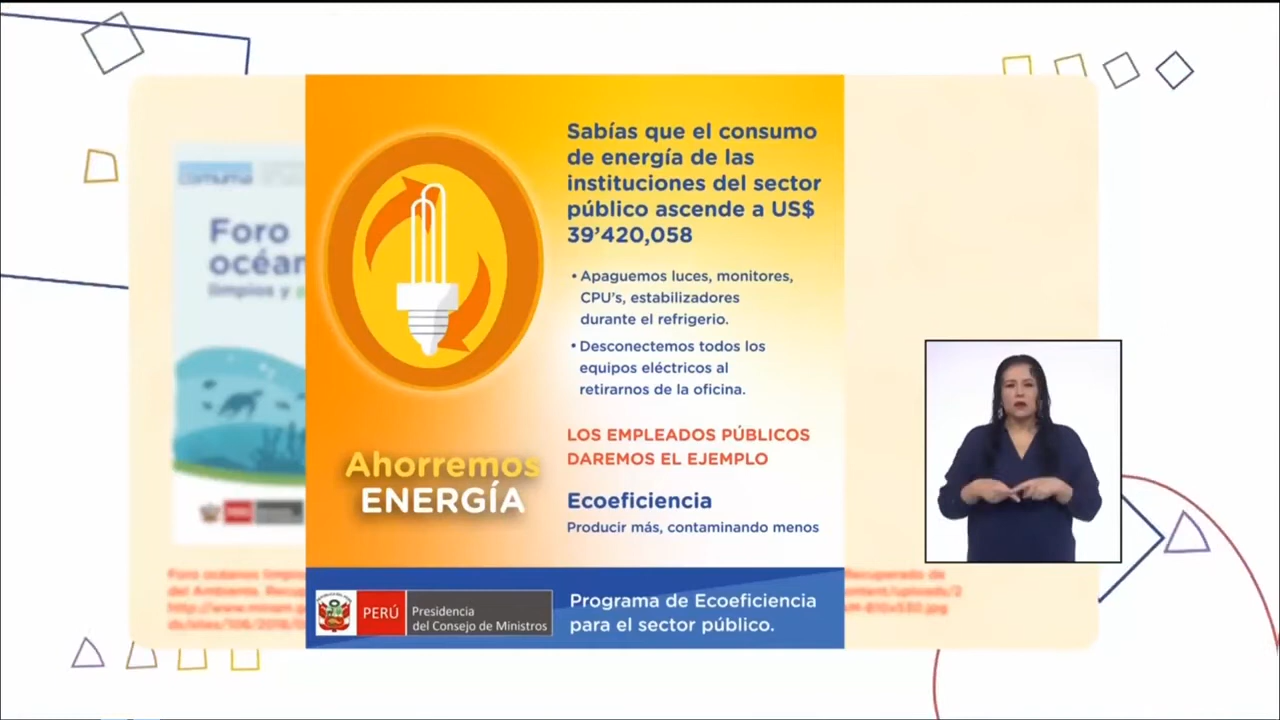 Sabías que el consumo
de energía de las
instituciones del sector
público ascende a US$
39'420,058
• Apaguemos luces, monitores,
CPU's, estabilizadores
durante el refrigerio.
• Desconectemos todos los
equipos eléctricos al
retirarnos de la oficina.
LOS EMPLEADOS PÚBLICOS
DAREMOS EL EJEMPLO
Ecoeficiencia
Producir más, contaminando menos
Ahorremos
ENERGÍA
PERÚ
Presidencia
del Consejo de Ministros
Programa de Ecoeficiencia
para el sector público.
Foro
limpios y